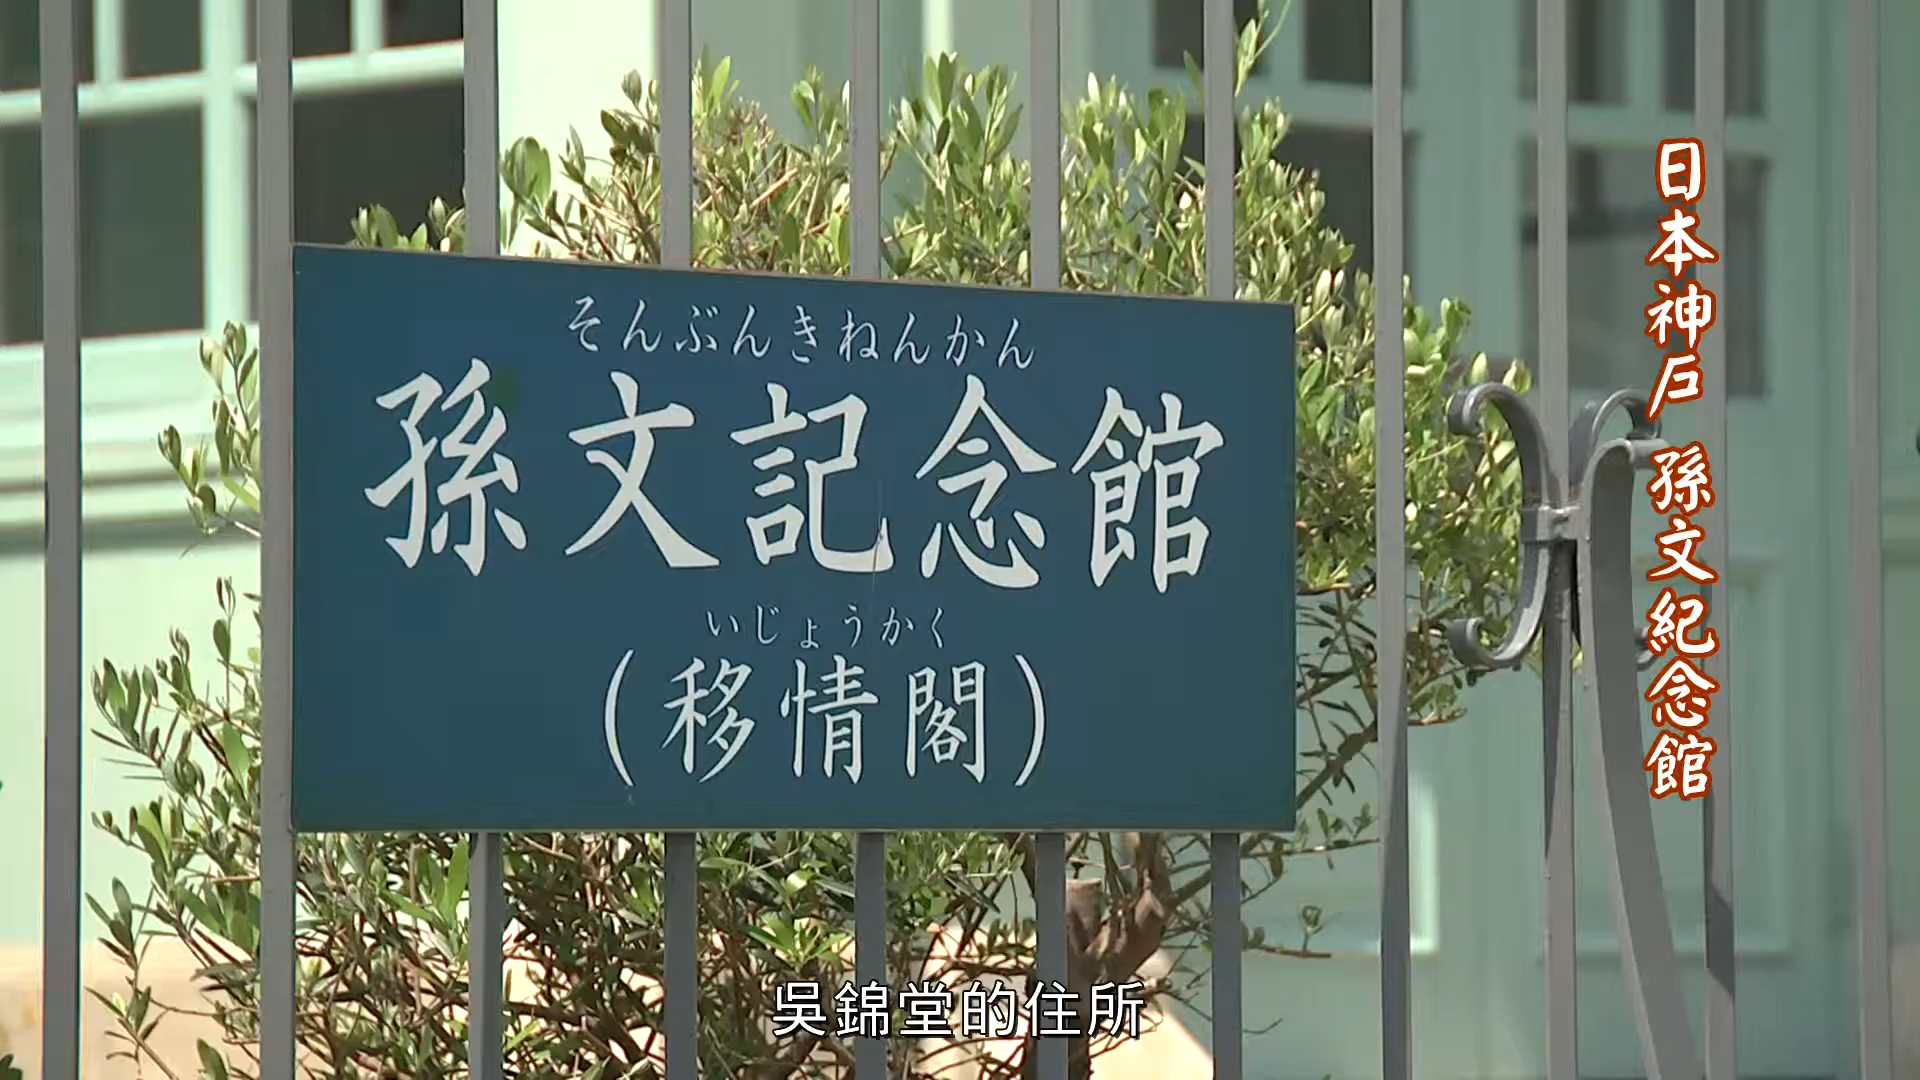 そんぶんきねんかん
孫文記念館
いじょうかく
(移情閣)
日本神戶 孫文紀念館
吳錦堂的住所